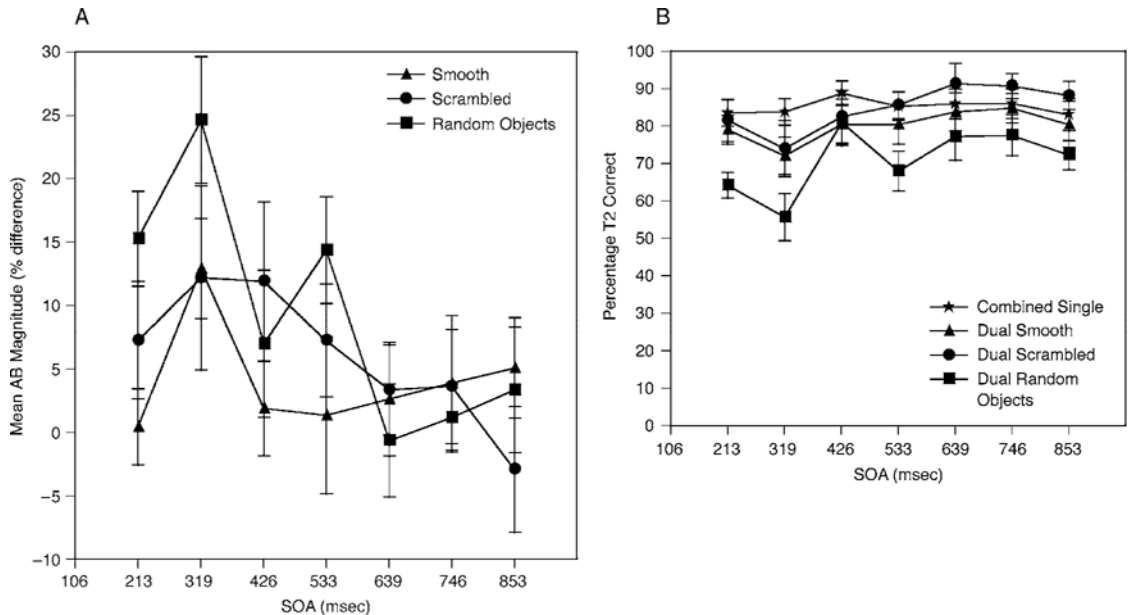 A
30
25
20
15
10
5
0
−5
−10
Mean AB Magnitude (% difference)
Smooth
Scrambled
Random Objects
106 213 319 426 533 639 746 853
SOA (msec)
B
100
90
80
70
60
50
40
30
20
10
0
Percentage T2 Correct
Combined Single
Dual Smooth
Dual Scrambled
Dual Random
Objects
106 213 319 426 533 639 746 853
SOA (msec)